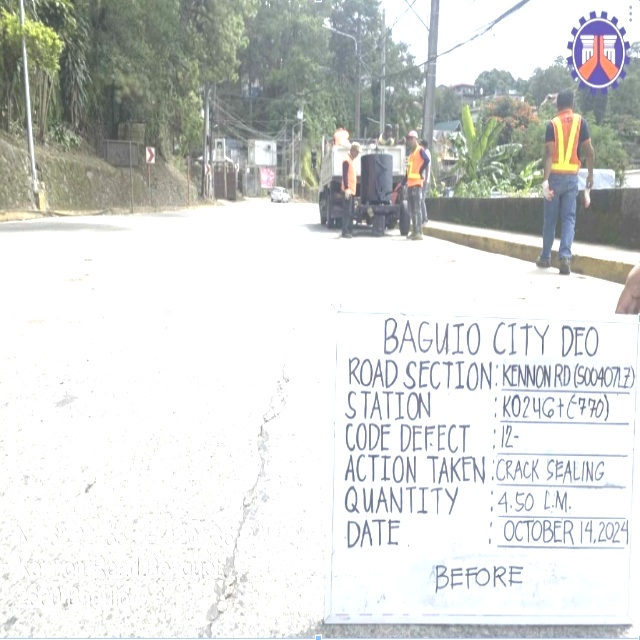 BAGUIO CITY DEO
ROAD SECTION: KENNON RD (S00407LZ)
STATION : K0246+(-770)
CODE DEFECT : 12-
ACTION TAKEN: CRACK SEALING
QUANTITY : 4.50 L.M.
DATE : OCTOBER 14, 2024
BEFORE